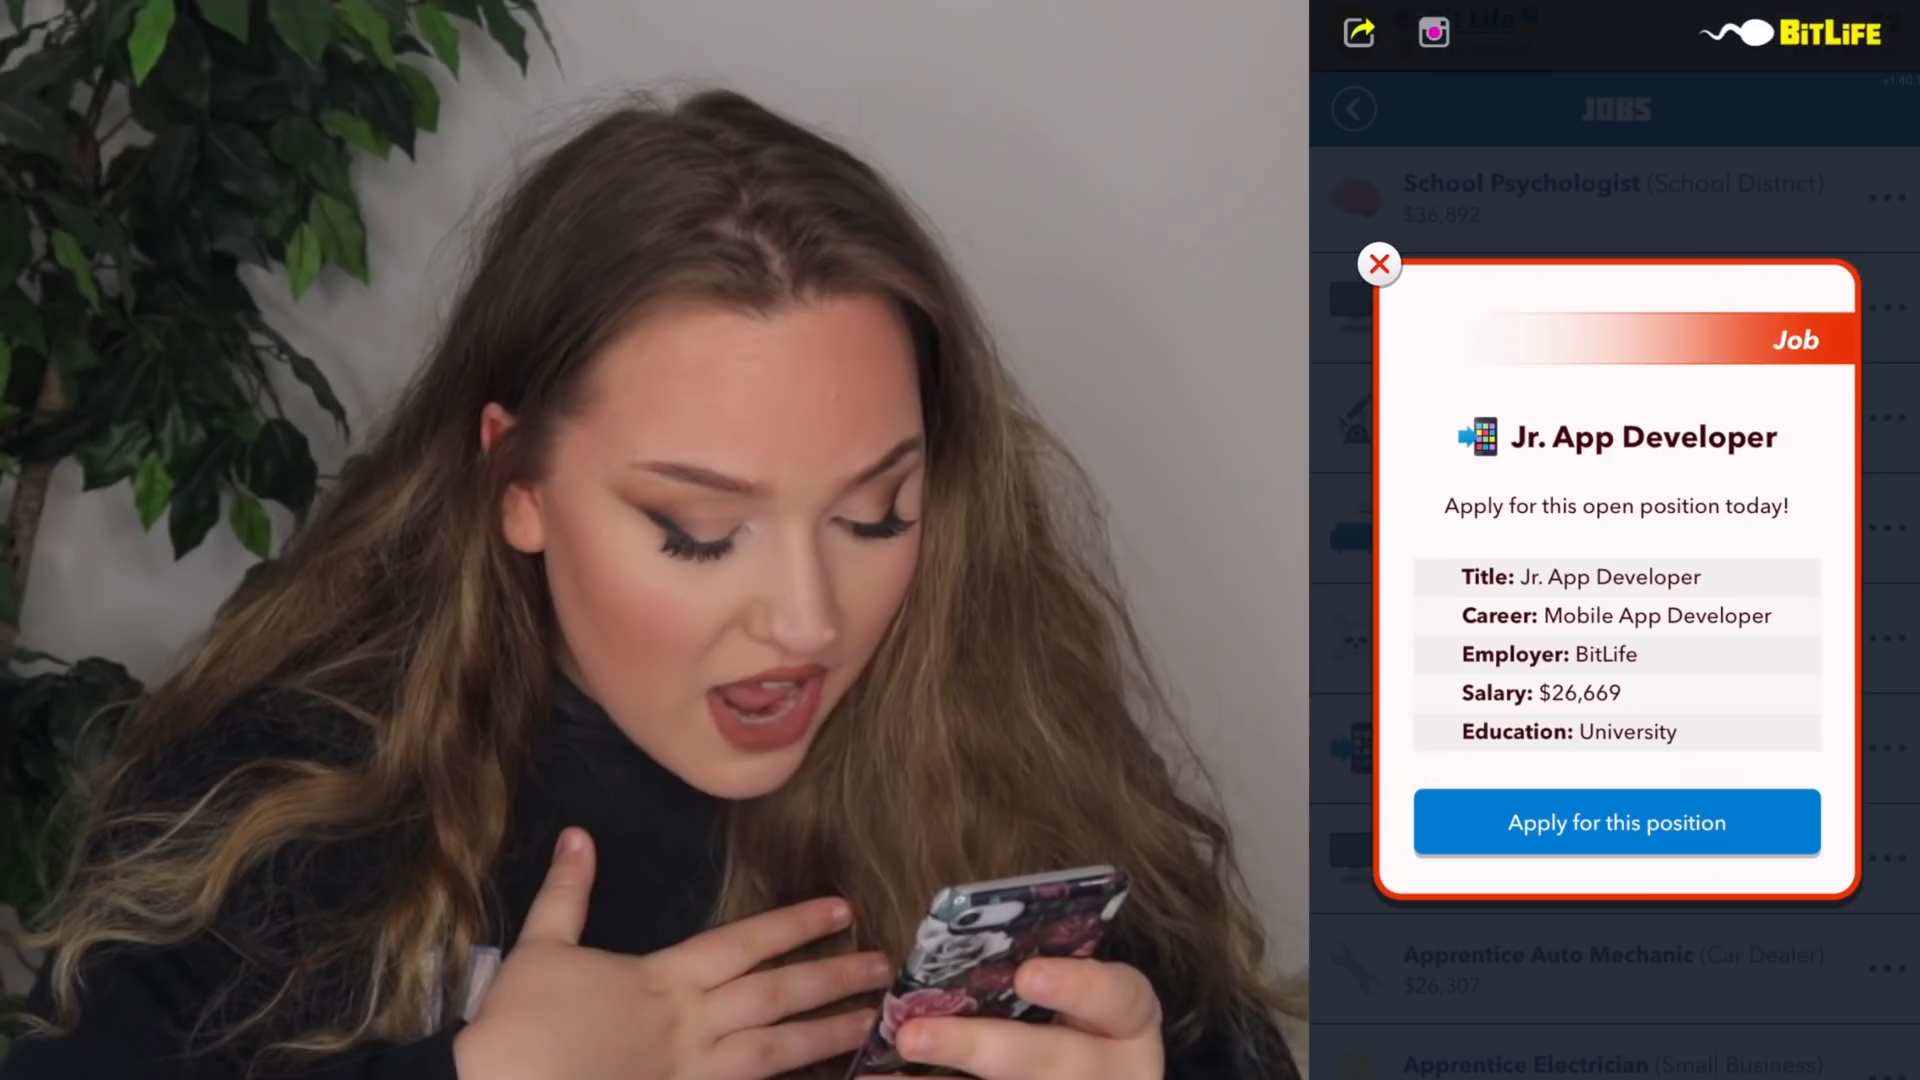 BitLife
v1.40.
JOBS
School Psychologist (School District)
$36,892
Job
Jr. App Developer
Apply for this open position today!
Title: Jr. App Developer
Career: Mobile App Developer
Employer: BitLife
Salary: $26,669
Education: University
Apply for this position
Apprentice Auto Mechanic (Car Dealer)
$26,307
Apprentice Electrician (Small Business)